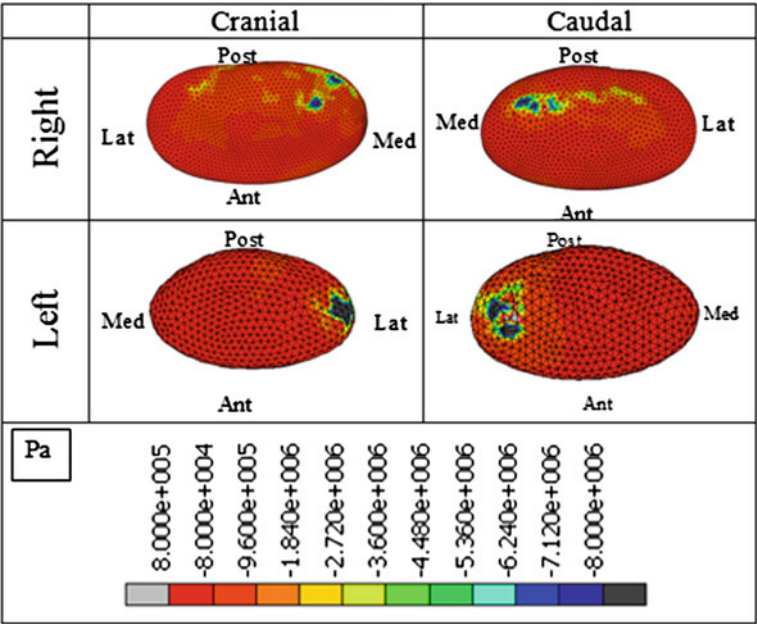 Cranial Caudal
Right
Post Post
Lat Med Med Lat
Ant Ant
Left
Post Post
Med Lat Lat Med
Ant Ant
Pa
8.000e+005
-8.000e+004
-9.600e+005
-1.840e+006
-2.720e+006
-3.600e+006
-4.480e+006
-5.360e+006
-6.240e+006
-7.120e+006
-8.000e+006